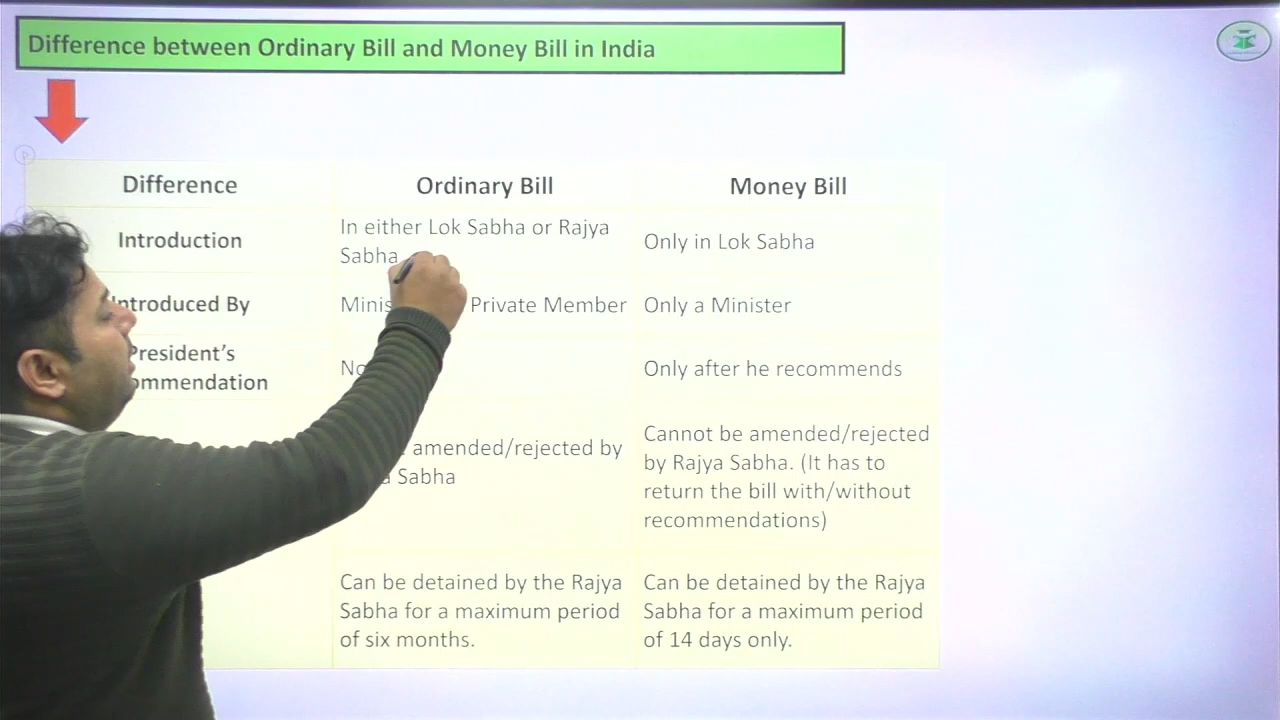 Difference between Ordinary Bill and Money Bill in India
Difference
Ordinary Bill
Money Bill
Introduction
In either Lok Sabha or Rajya
Sabha
Only in Lok Sabha
Introduced By
Private Member
Only a Minister
President's
Only after he recommends
amended/rejected by
Sabha
Cannot be amended/rejected
by Rajya Sabha. (It has to
return the bill with/without
recommendations)
Can be detained by the Rajya
Sabha for a maximum period
of six months.
Can be detained by the Rajya
Sabha for a maximum period
of 14 days only.